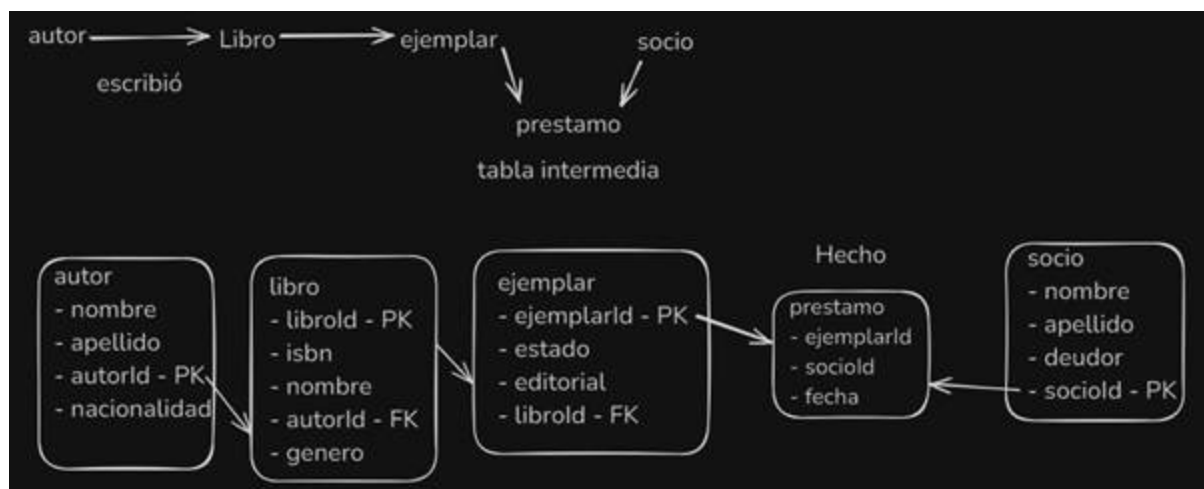 autor
Libro
ejemplar
socio
escribió
prestamo
tabla intermedia
autor
- nombre
- apellido
- autorId - PK
- nacionalidad
libro
- libroId - PK
- isbn
- nombre
- autorId - FK
- genero
ejemplar
- ejemplarId - PK
- estado
- editorial
- libroId - FK
Hecho
prestamo
- ejemplarId
- socioId
- fecha
socio
- nombre
- apellido
- deudor
- socioId - PK